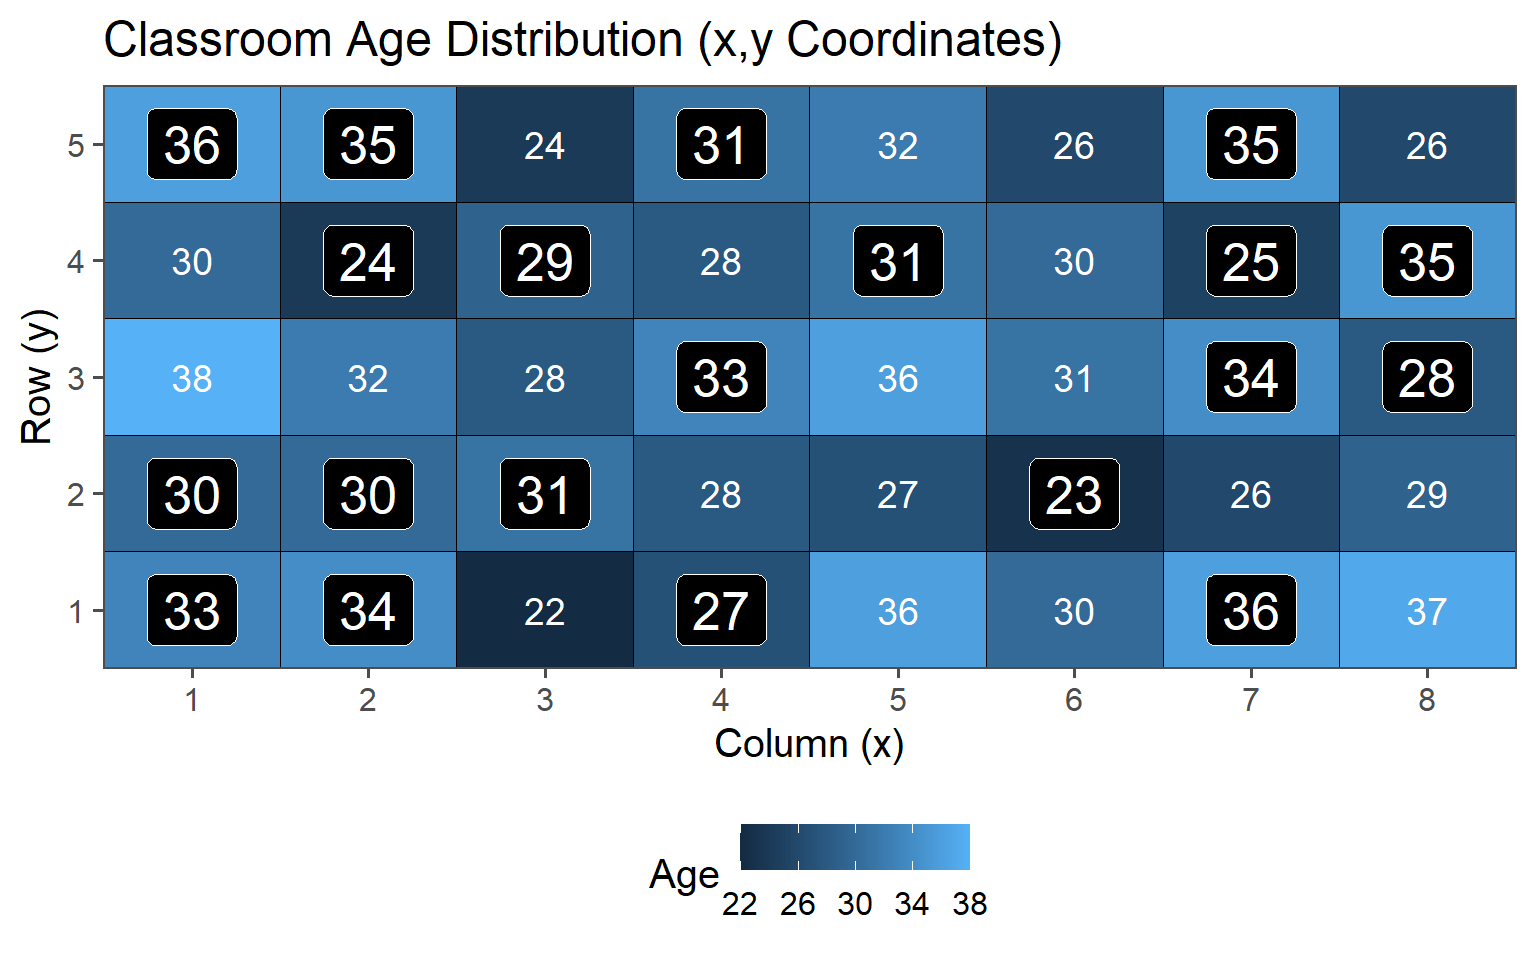 Classroom Age Distribution (x,y Coordinates)
5 36 35 24 31 32 26 35 26
4 30 24 29 28 31 30 25 35
3 38 32 28 33 36 31 34 28
2 30 30 31 28 27 23 26 29
1 33 34 22 27 36 30 36 37
Row (y)
1 2 3 4 5 6 7 8
Column (x)
Age
22 26 30 34 38